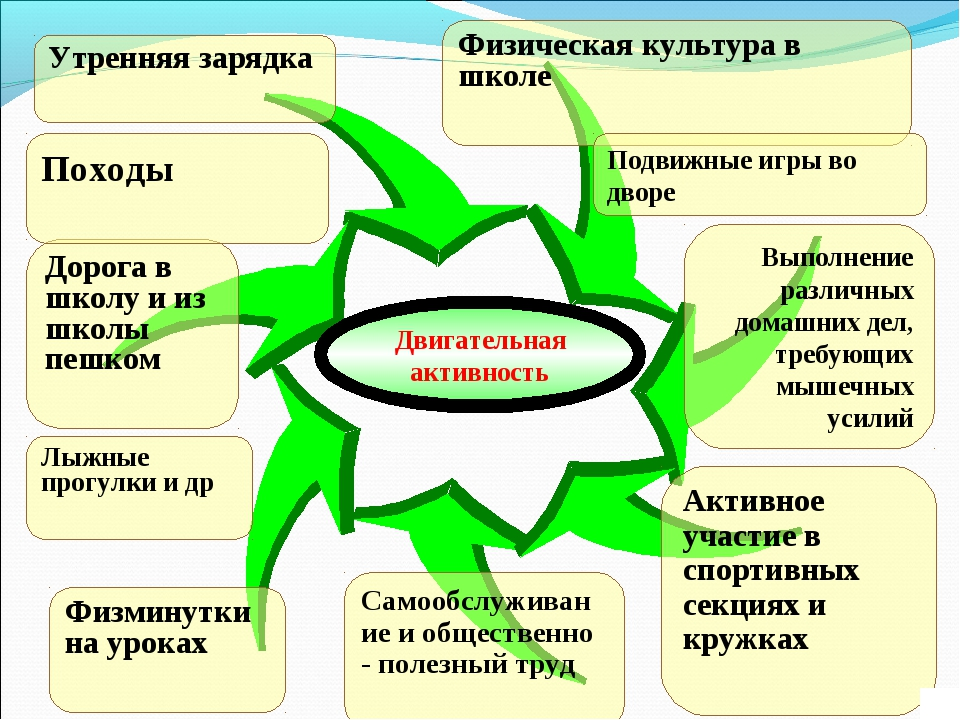 Утренняя зарядка
Физическая культура в
школе
Походы
Подвижные игры во
дворе
Дорога в
школу и из
школы
пешком
Двигательная
активность
Выполнение
различных
домашних дел,
требующих
мышечных
усилий
Лыжные
прогулки и др
Активное
участие в
спортивных
секциях и
кружках
Физминутки
на уроках
Самообслуживан
ие и общественно
- полезный труд